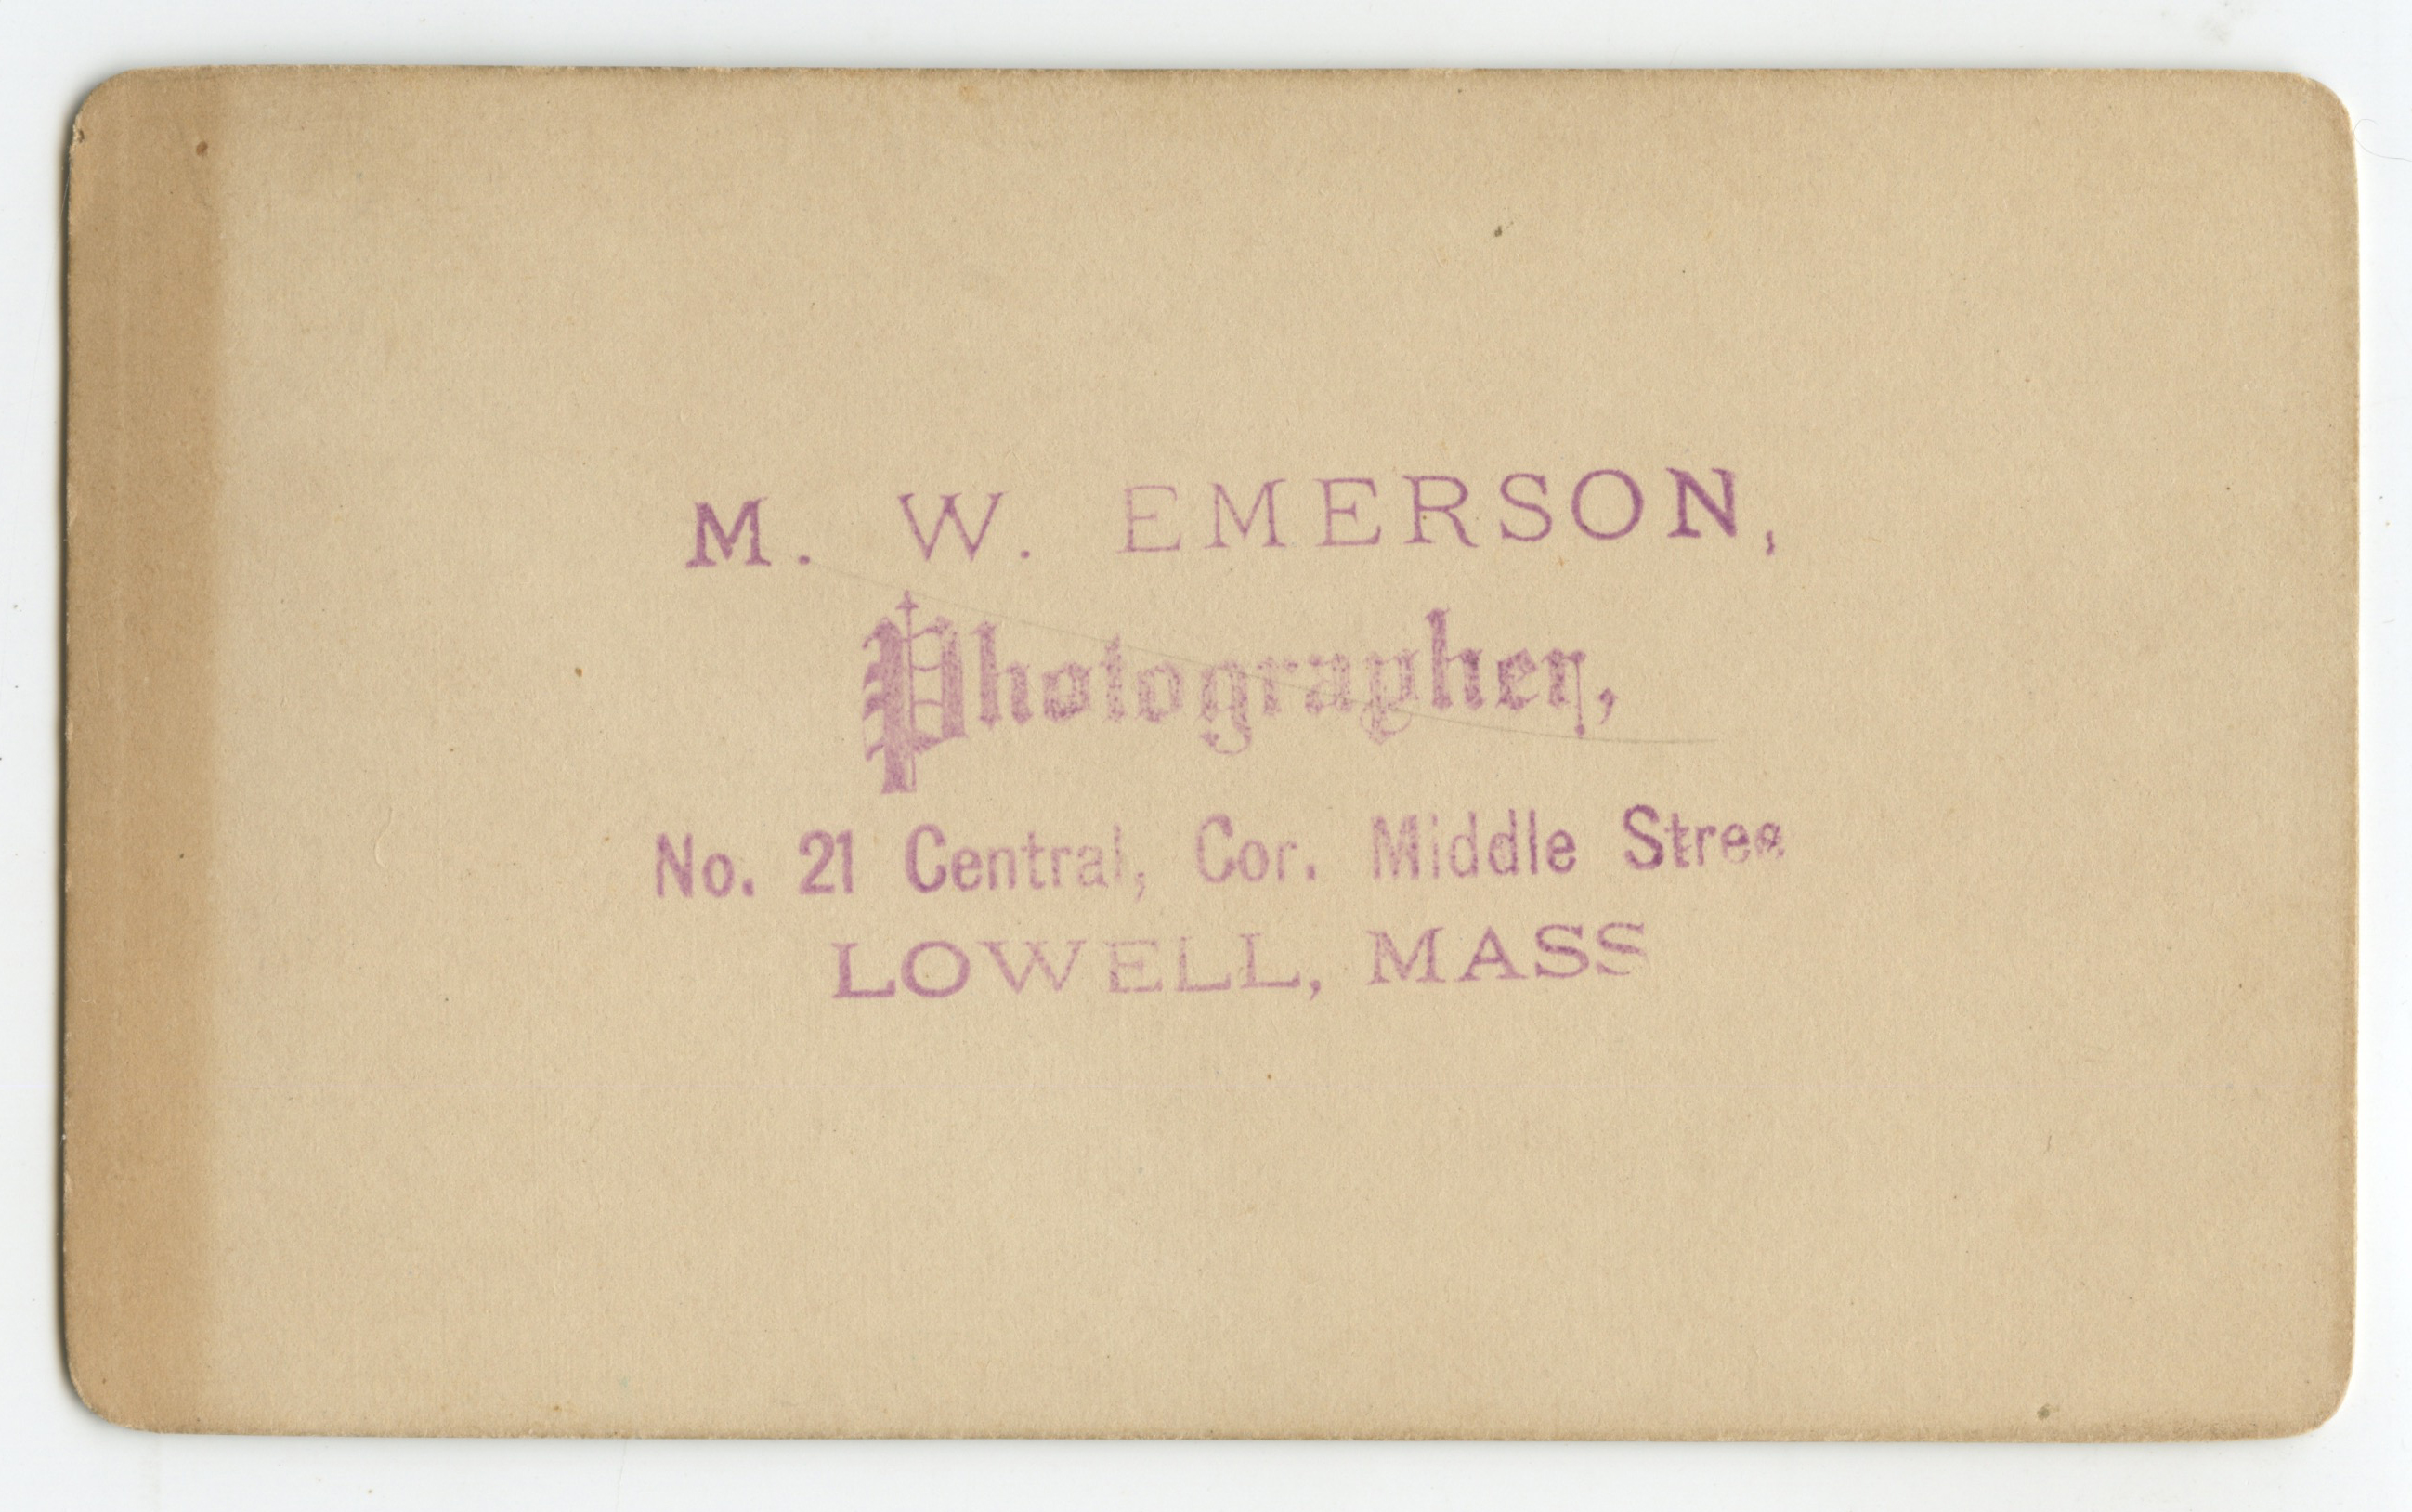 M. W. EMERSON,
Photographer,
No. 21 Central, Cor. Middle Stree
LOWELL, MASS